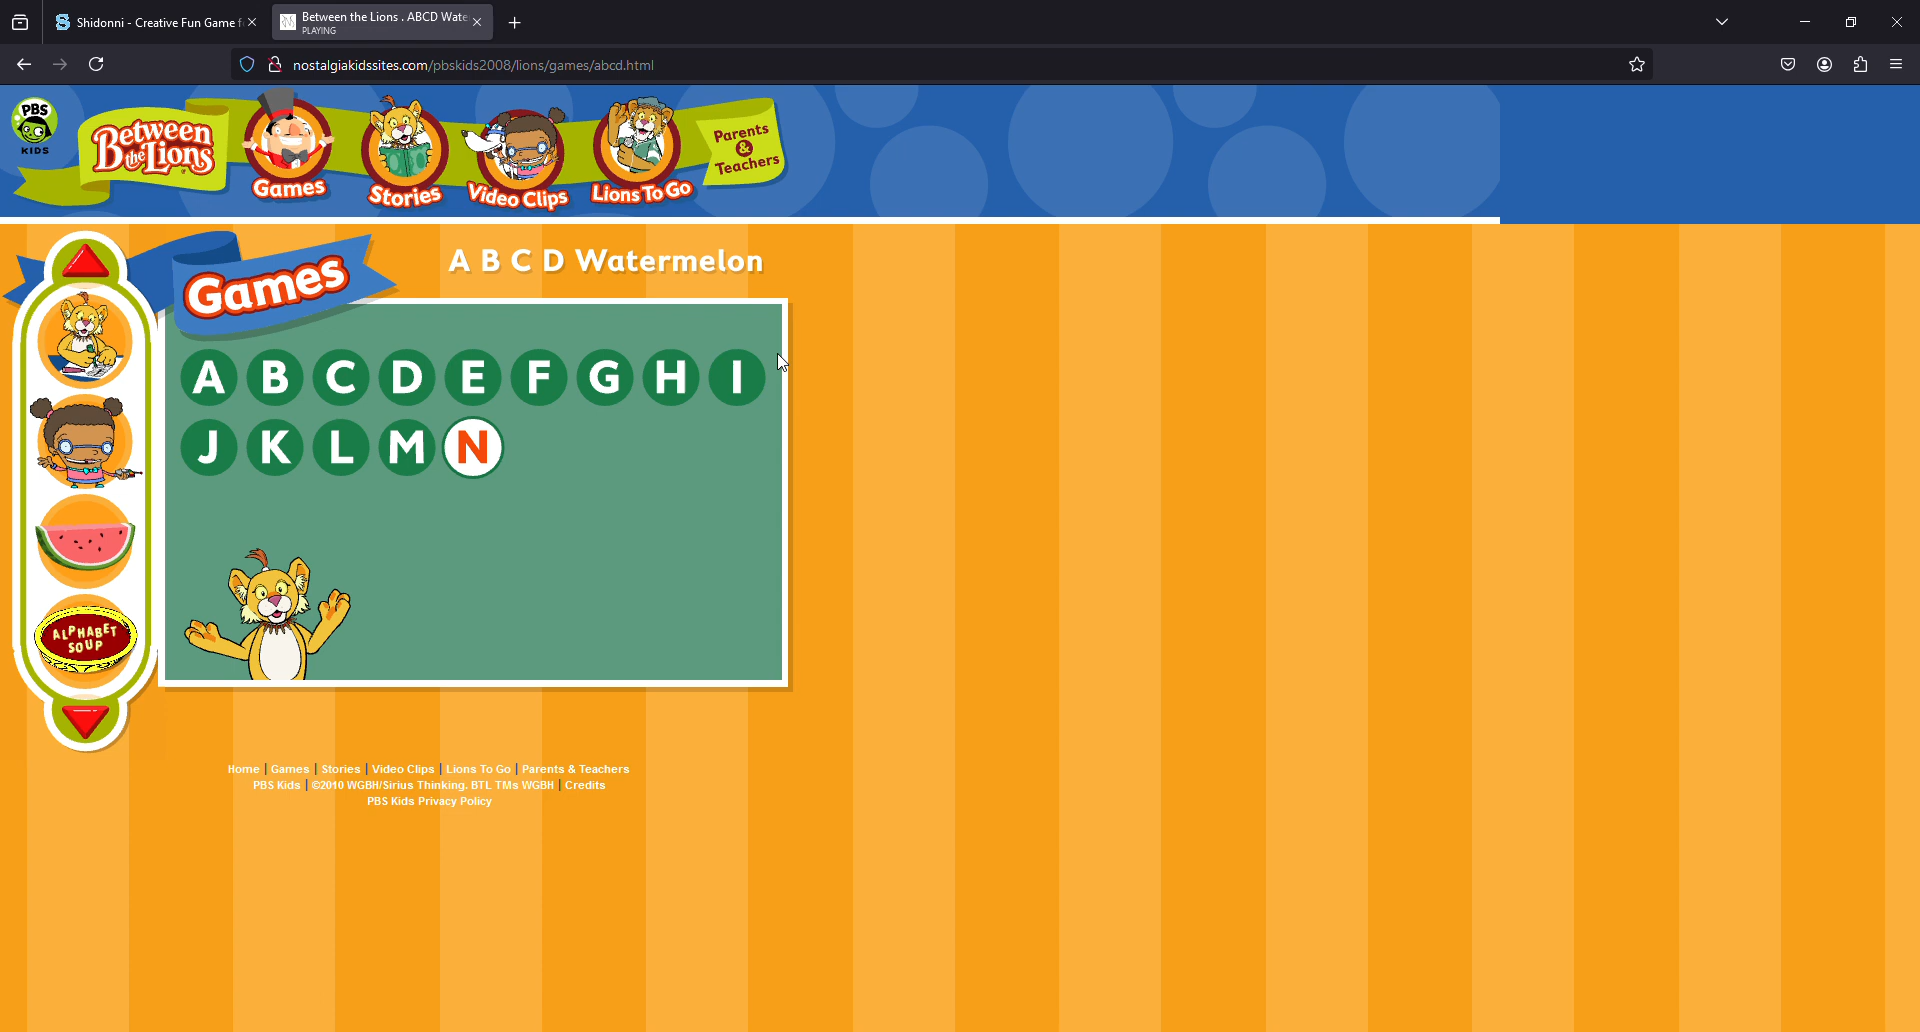 Shidonni - Creative Fun Game f
Between the Lions . ABCD Wate
PLAYING
nostalgiakidssites.com/pbskids2008/lions/games/abcd.html
PBS
KIDS
Between
the Lions
Games
Stories
Video Clips
Lions To Go
Parents
&
Teachers
Games
A B C D Watermelon
A B C D E F G H I
J K L M N
ALPHABET
SOUP
Home | Games | Stories | Video Clips | Lions To Go | Parents & Teachers
PBS Kids | ©2010 WGBH/Sirius Thinking. BTL TMs WGBH | Credits
PBS Kids Privacy Policy